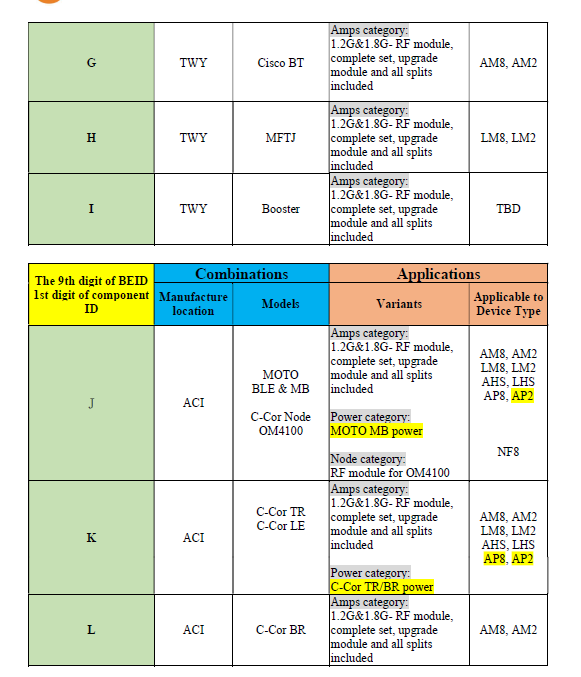 G
TWY
Cisco BT
Amps category:
1.2G&1.8G- RF module,
complete set, upgrade
module and all splits
included
AM8, AM2
H
TWY
MFTJ
Amps category:
1.2G&1.8G- RF module,
complete set, upgrade
module and all splits
included
LM8, LM2
I
TWY
Booster
Amps category:
1.2G&1.8G- RF module,
complete set, upgrade
module and all splits
included
TBD
The 9th digit of BEID
1st digit of component
ID
Combinations
Applications
Manufacture
location
Models
Variants
Applicable to
Device Type
J
ACI
MOTO
BLE & MB
C-Cor Node
OM4100
Amps category:
1.2G&1.8G- RF module,
complete set, upgrade
module and all splits
included
Power category:
MOTO MB power
Node category:
RF module for OM4100
AM8, AM2
LM8, LM2
AHS, LHS
AP8, AP2
NF8
K
ACI
C-Cor TR
C-Cor LE
Amps category:
1.2G&1.8G- RF module,
complete set, upgrade
module and all splits
included
Power category:
C-Cor TR/BR power
AM8, AM2
LM8, LM2
AHS, LHS
AP8, AP2
L
ACI
C-Cor BR
Amps category:
1.2G&1.8G- RF module,
complete set, upgrade
module and all splits
included
AM8, AM2